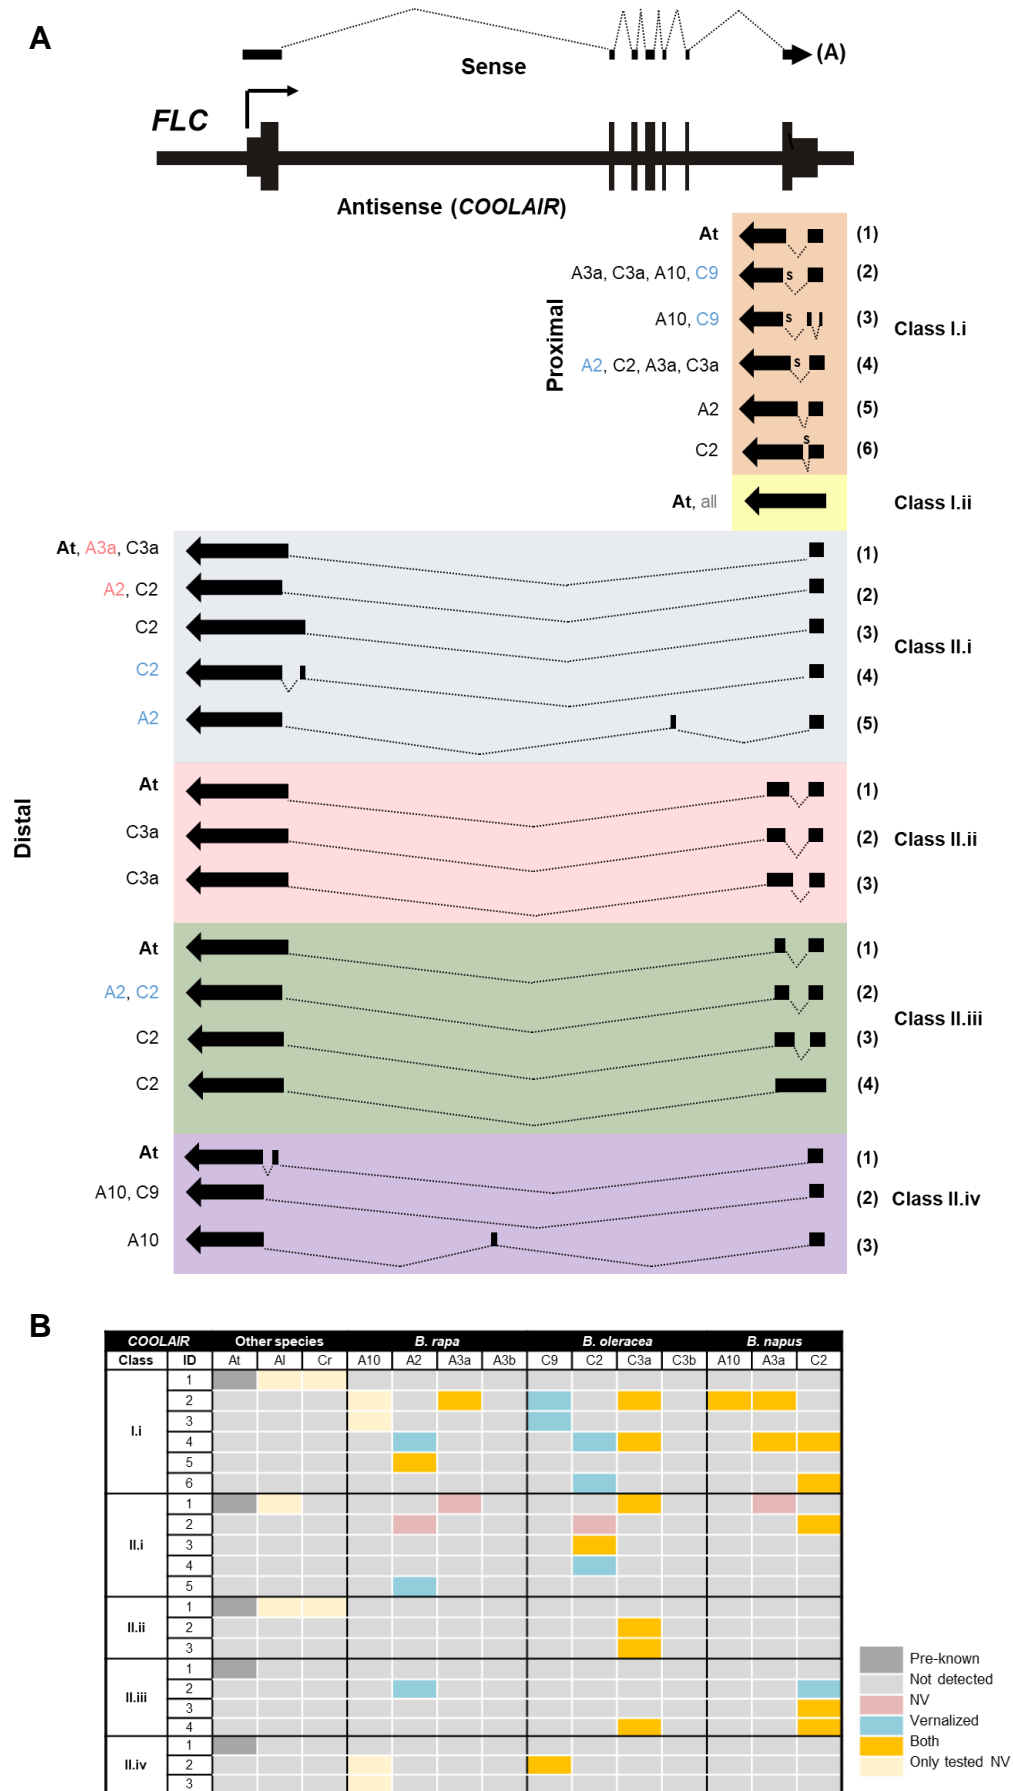 A
(A)
Sense
FLC
Antisense (COOLAIR)
Proximal
At
(1)
A3a, C3a, A10, C9
s
(2)
A10, C9
s
(3)
Class I.i
A2, C2, A3a, C3a
s
(4)
A2
(5)
C2
s
(6)
At, all
Class I.ii
Distal
At, A3a, C3a
(1)
A2, C2
(2)
C2
(3)
Class II.i
C2
(4)
A2
(5)
At
(1)
C3a
(2)
Class II.ii
C3a
(3)
At
(1)
A2, C2
(2)
Class II.iii
C2
(3)
C2
(4)
At
(1)
A10, C9
(2)
Class II.iv
A10
(3)
B
COOLAIR Other species B. rapa B. oleracea B. napus
Class ID At Al Cr A10 A2 A3a A3b C9 C2 C3a C3b A10 A3a C2
I.i
1
2
3
4
5
6
II.i
1
2
3
4
5
II.ii
1
2
3
II.iii
1
2
3
4
II.iv
1
2
3
Pre-known
Not detected
NV
Vernalized
Both
Only tested NV